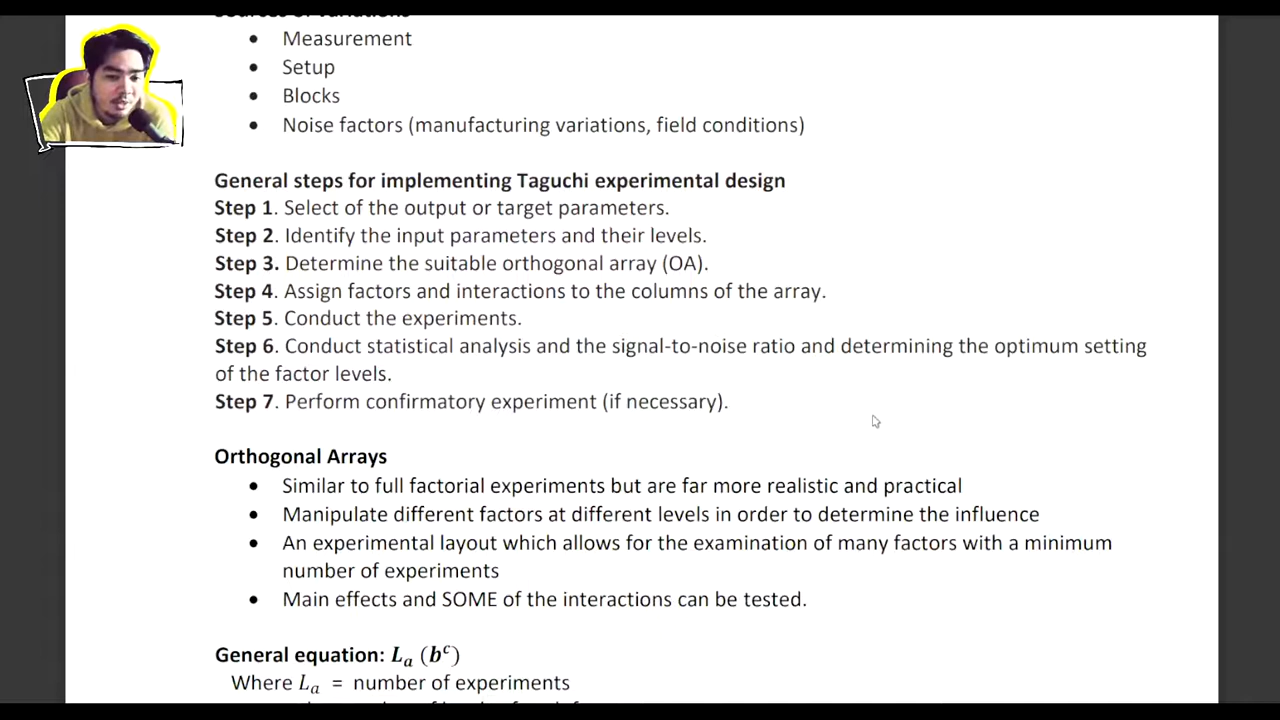 • Measurement
• Setup
• Blocks
• Noise factors (manufacturing variations, field conditions)
General steps for implementing Taguchi experimental design
Step 1. Select of the output or target parameters.
Step 2. Identify the input parameters and their levels.
Step 3. Determine the suitable orthogonal array (OA).
Step 4. Assign factors and interactions to the columns of the array.
Step 5. Conduct the experiments.
Step 6. Conduct statistical analysis and the signal-to-noise ratio and determining the optimum setting
of the factor levels.
Step 7. Perform confirmatory experiment (if necessary).
Orthogonal Arrays
• Similar to full factorial experiments but are far more realistic and practical
• Manipulate different factors at different levels in order to determine the influence
• An experimental layout which allows for the examination of many factors with a minimum
number of experiments
• Main effects and SOME of the interactions can be tested.
General equation: Lₐ (bᶜ)
Where Lₐ = number of experiments